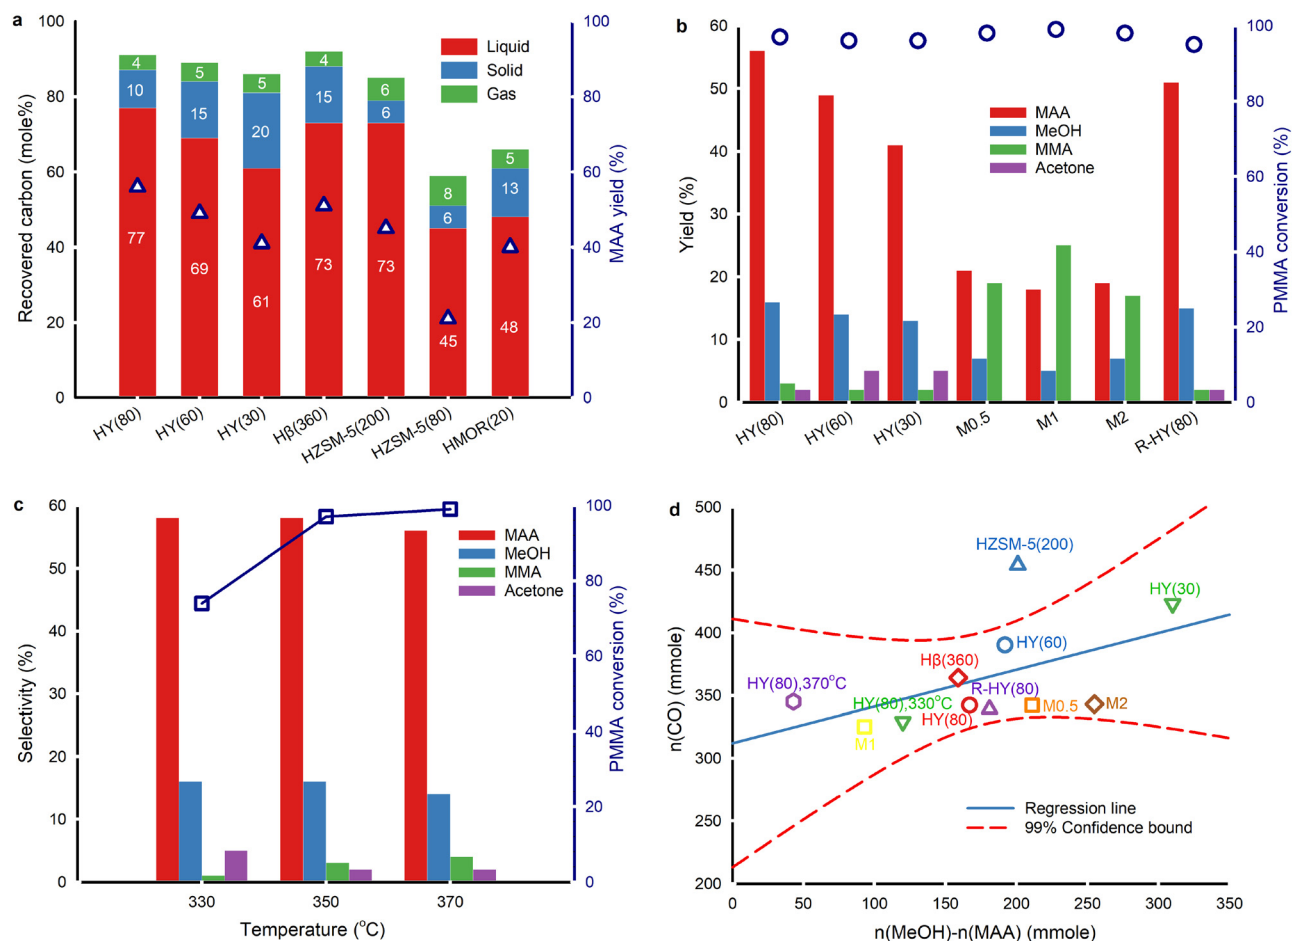 a
100
80
60
40
20
0
Recovered carbon (mole%)
Liquid
Solid
Gas
4
10
77
5
15
69
5
20
61
4
15
73
6
6
73
8
6
45
5
13
48
100
80
60
40
20
0
MAA yield (%)
HY(80)
HY(60)
HY(30)
Hβ(360)
HZSM-5(200)
HZSM-5(80)
HMOR(20)
b
60
50
40
30
20
10
0
Yield (%)
MAA
MeOH
MMA
Acetone
100
80
60
40
20
0
PMMA conversion (%)
HY(80)
HY(60)
HY(30)
M0.5
M1
M2
R-HY(80)
c
60
50
40
30
20
10
0
Selectivity (%)
MAA
MeOH
MMA
Acetone
100
80
60
40
20
0
PMMA conversion (%)
330
350
370
Temperature (°C)
d
500
450
400
350
300
250
200
n(CO) (mmole)
HZSM-5(200)
HY(30)
HY(60)
Hβ(360)
HY(80),370°C
R-HY(80)
HY(80),330°C
HY(80)
M0.5
M2
M1
Regression line
99% Confidence bound
0
50
100
150
200
250
300
350
n(MeOH)-n(MAA) (mmole)